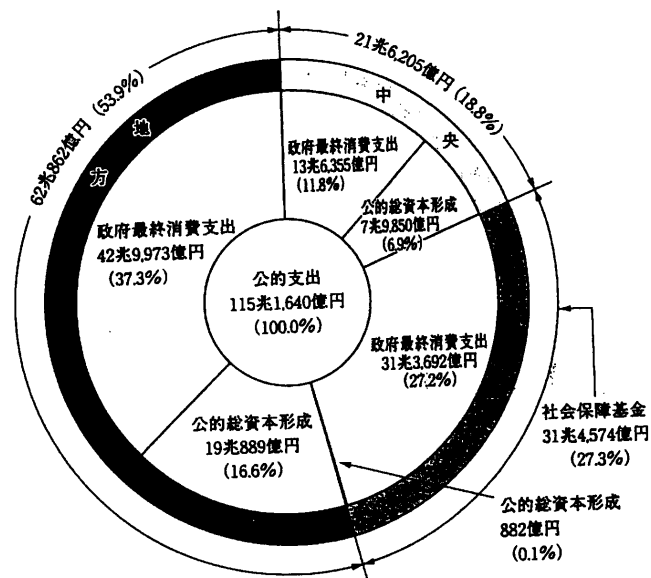 21兆6,205億円 (18.8%)
62兆862億円 (53.9%)
中央
地方
政府最終消費支出
13兆6,355億円
(11.8%)
公的総資本形成
7兆9,850億円
(6.9%)
政府最終消費支出
42兆9,973億円
(37.3%)
公的支出
115兆1,640億円
(100.0%)
政府最終消費支出
31兆3,692億円
(27.2%)
公的総資本形成
19兆889億円
(16.6%)
社会保障基金
31兆4,574億円
(27.3%)
公的総資本形成
882億円
(0.1%)